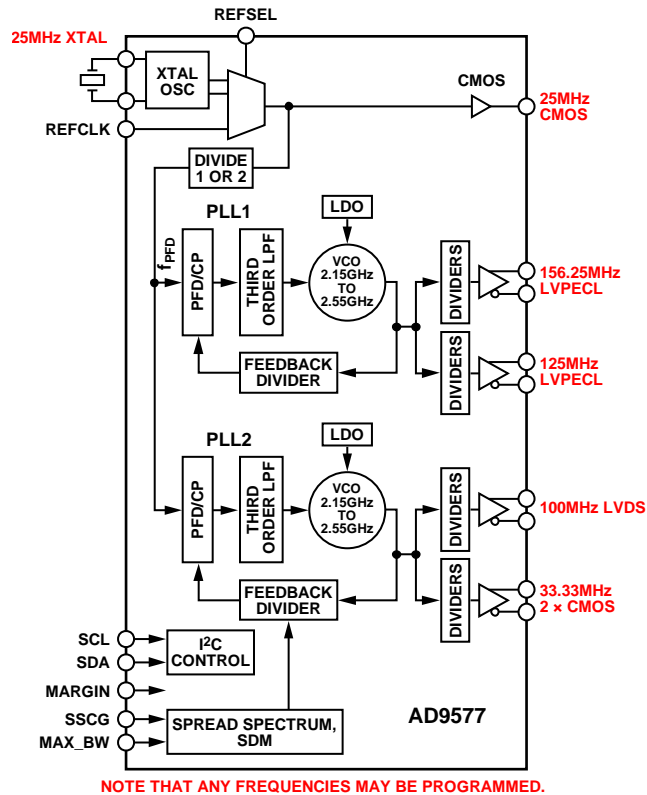 REFSEL
25MHz XTAL
XTAL
OSC
CMOS
25MHz
CMOS
REFCLK
DIVIDE
1 OR 2
LDO
PLL1
fPFD
PFD/CP
THIRD
ORDER LPF
VCO
2.15GHz
TO
2.55GHz
DIVIDERS
156.25MHz
LVPECL
FEEDBACK
DIVIDER
DIVIDERS
125MHz
LVPECL
LDO
PLL2
PFD/CP
THIRD
ORDER LPF
VCO
2.15GHz
TO
2.55GHz
DIVIDERS
100MHz LVDS
FEEDBACK
DIVIDER
DIVIDERS
33.33MHz
2 × CMOS
SCL
SDA
I2C
CONTROL
MARGIN
SSCG
MAX_BW
SPREAD SPECTRUM,
SDM
AD9577
NOTE THAT ANY FREQUENCIES MAY BE PROGRAMMED.